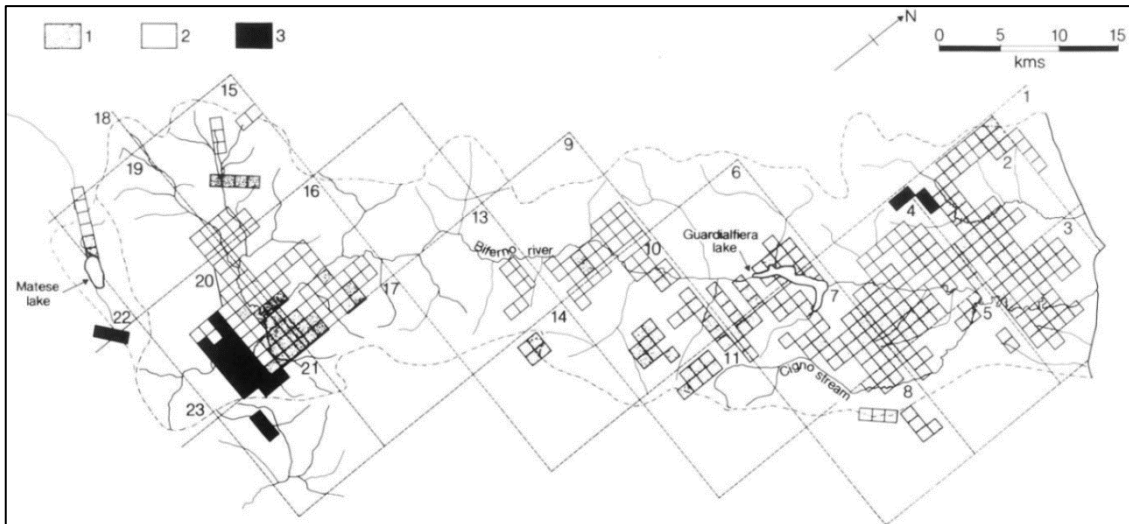 1
2
3
N
0 5 10 15
kms
1
2
3
4
5
6
7
8
9
10
11
13
14
15
16
17
18
19
20
21
22
23
Biferno river
Guardialfiera
lake
Cigno stream
Matese
lake